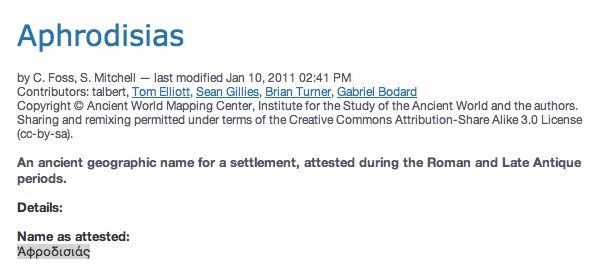 Aphrodisias
by C. Foss, S. Mitchell — last modified Jan 10, 2011 02:41 PM
Contributors: talbert, Tom Elliott, Sean Gillies, Brian Turner, Gabriel Bodard
Copyright © Ancient World Mapping Center, Institute for the Study of the Ancient World and the authors.
Sharing and remixing permitted under terms of the Creative Commons Attribution-Share Alike 3.0 License
(cc-by-sa).
An ancient geographic name for a settlement, attested during the Roman and Late Antique
periods.
Details:
Name as attested:
Ἀφροδισιάς